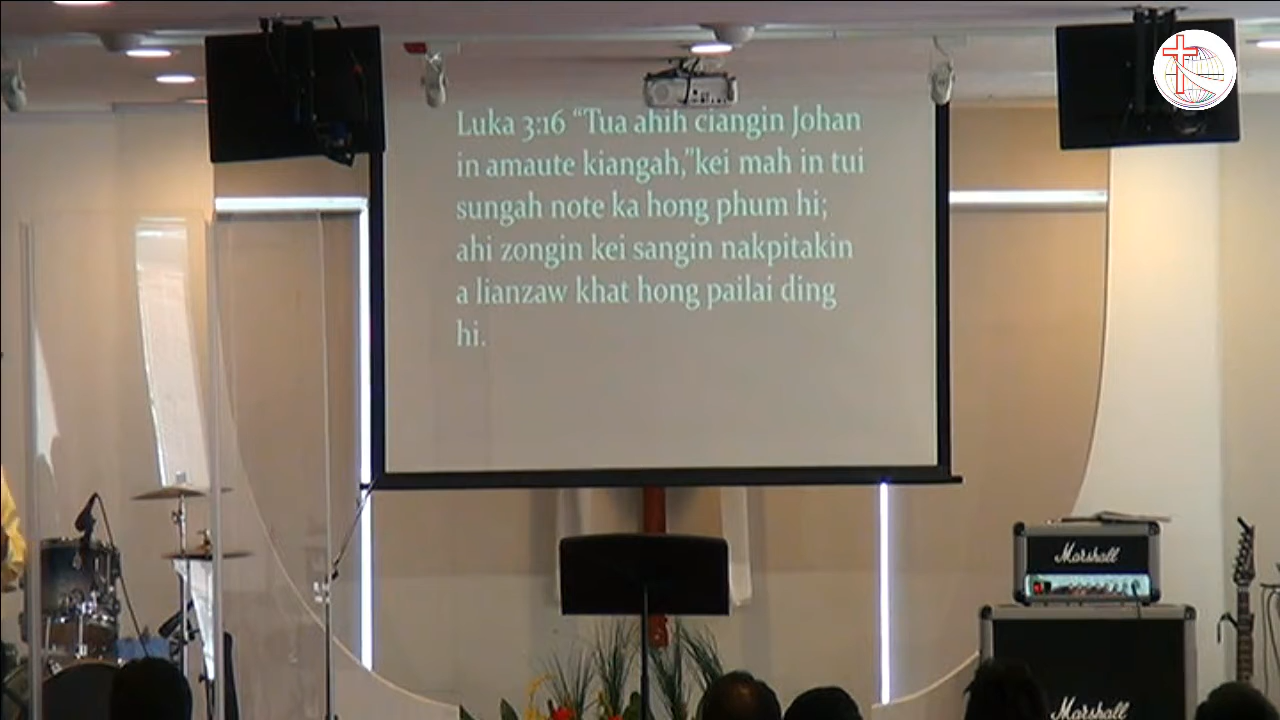 Luka 3:16 “Tua ahih ciangin Johan
in amaute kiangah,”kei mah in tui
sungah note ka hong phum hi;
ahi zongin kei sangin nakpitakin
a lianzaw khat hong pailai ding
hi.
Marshall
Marshall